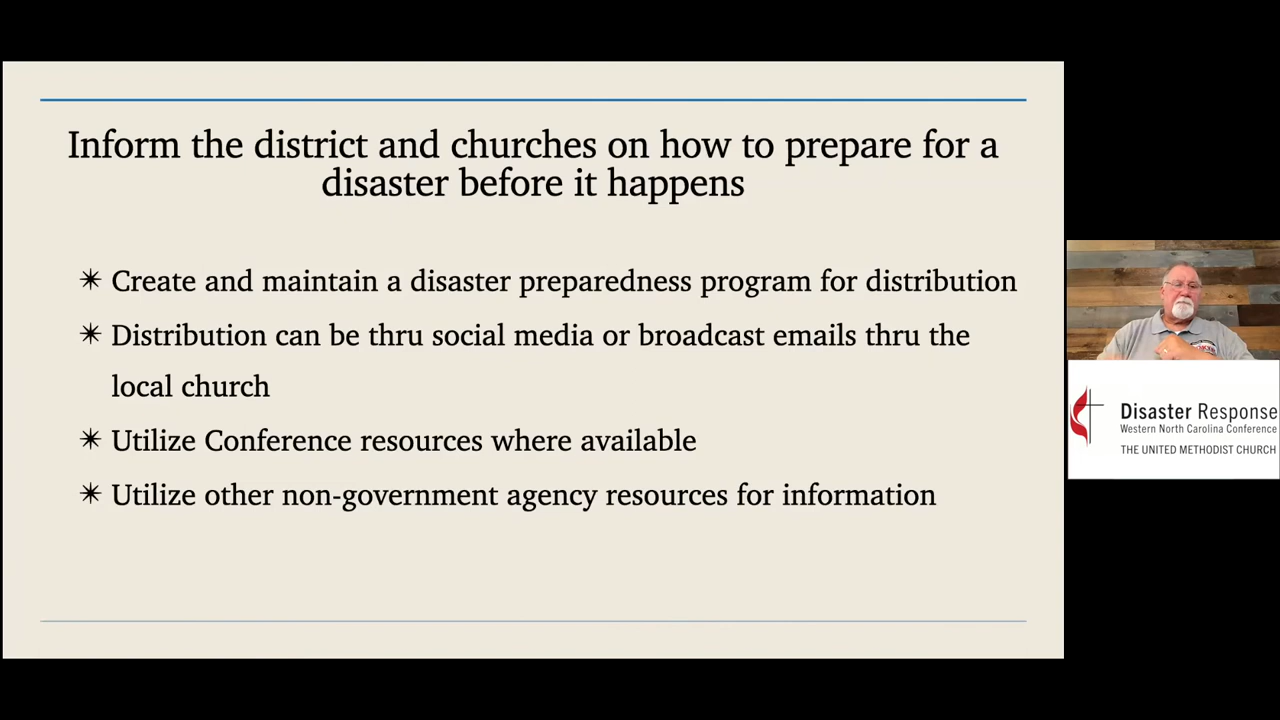 Inform the district and churches on how to prepare for a
disaster before it happens
Create and maintain a disaster preparedness program for distribution
Distribution can be thru social media or broadcast emails thru the
local church
Utilize Conference resources where available
Utilize other non-government agency resources for information
Disaster Response
Western North Carolina Conference
THE UNITED METHODIST CHURCH